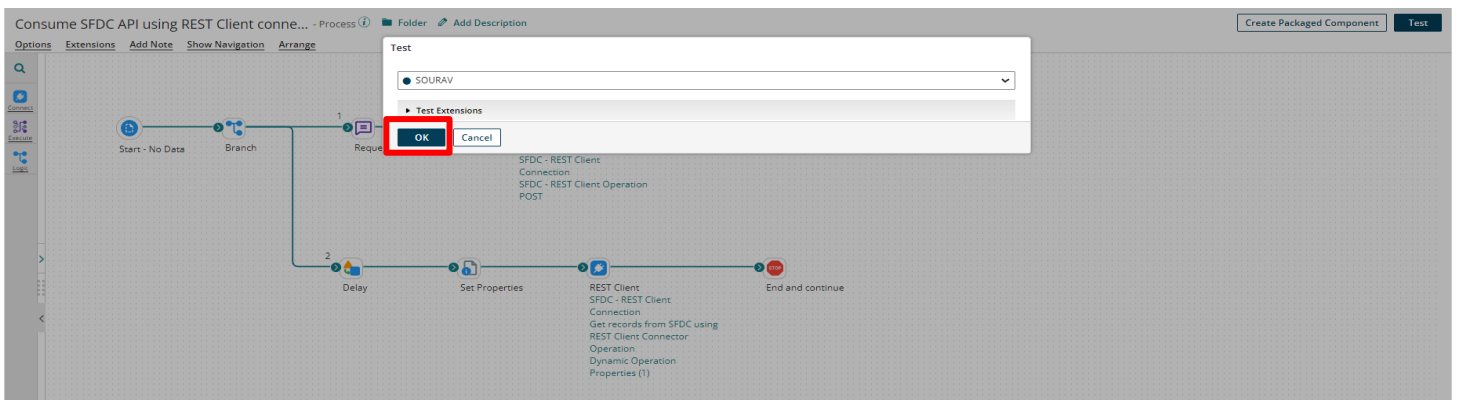 Consume SFDC API using REST Client conne... - Process Folder Add Description
Create Packaged Component Test
Options Extensions Add Note Show Navigation Arrange
Test
SOURAV
Connect
Test Extensions
Execute
1
OK Cancel
Start - No Data Branch Reque
SFDC - REST Client
Logic
Connection
SFDC - REST Client Operation
POST
2
STOP
Delay Set Properties REST Client End and continue
SFDC - REST Client
Connection
Get records from SFDC using
REST Client Connector
Operation
Dynamic Operation
Properties (1)